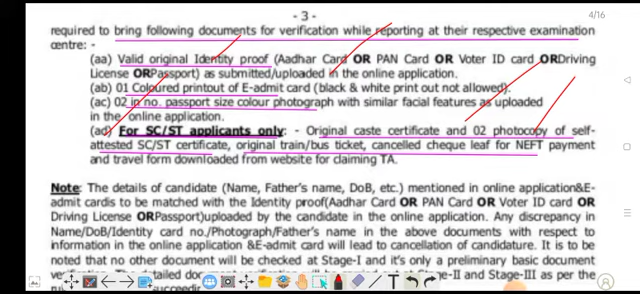 - 3 -
4/16
required to bring following documents for verification while reporting at their respective examination
centre: -
(aa) Valid original Identity proof (Aadhar Card OR PAN Card OR Voter ID card ORDriving
License ORPassport) as submitted/uploaded in the online application.
(ab) 01 Coloured printout of E-admit card (black & white print out not allowed).
(ac) 02 in no. passport size colour photograph with similar facial features as uploaded
in the online application.
(ad) For SC/ST applicants only: - Original caste certificate and 02 photocopy of self-
attested SC/ST certificate, original train/bus ticket, cancelled cheque leaf for NEFT payment
and travel form downloaded from website for claiming TA.
Note: The details of candidate (Name, Father's name, DoB, etc.) mentioned in online application&E-
admit cardis to be matched with the Identity proof(Aadhar Card OR PAN Card OR Voter ID card OR
Driving License ORPassport)uploaded by the candidate in the online application. Any discrepancy in
Name/DoB/Identity card no./Photograph/Father's name in the above documents with respect to
information in the online application &E-admit card will lead to cancellation of candidature. It is to be
noted that no other document will be checked at Stage-I and it's only a preliminary basic document
The detailed
-II and Stage-III as per the